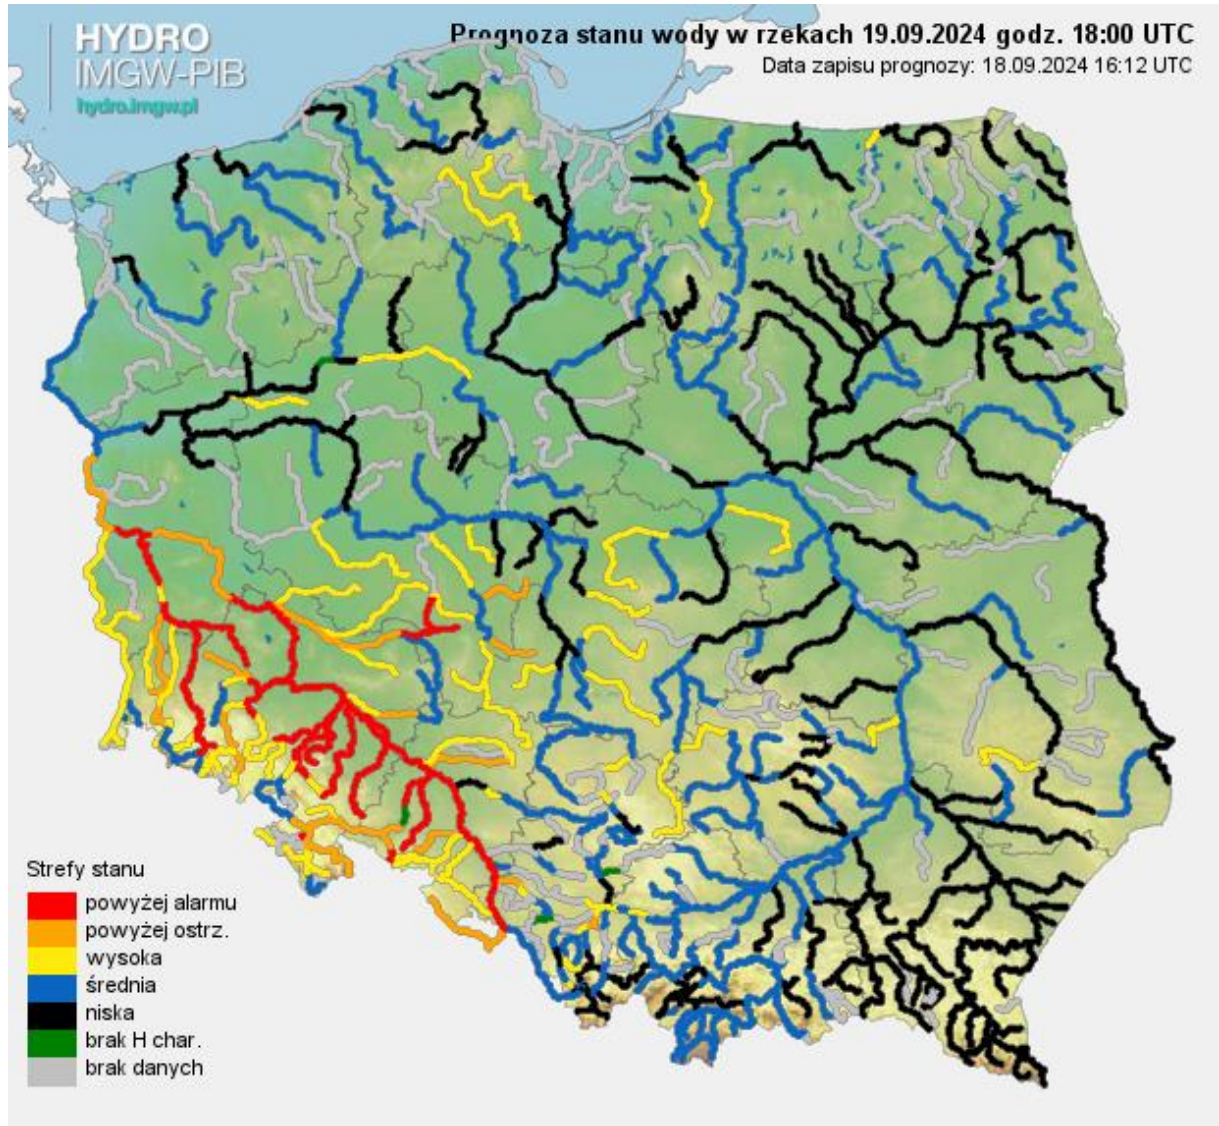 HYDRO
IMGW-PIB
hydro.imgw.pl
Prognoza stanu wody w rzekach 19.09.2024 godz. 18:00 UTC
Data zapisu prognozy: 18.09.2024 16:12 UTC
Strefy stanu
powyżej alarmu
powyżej ostrz.
wysoka
średnia
niska
brak H char.
brak danych